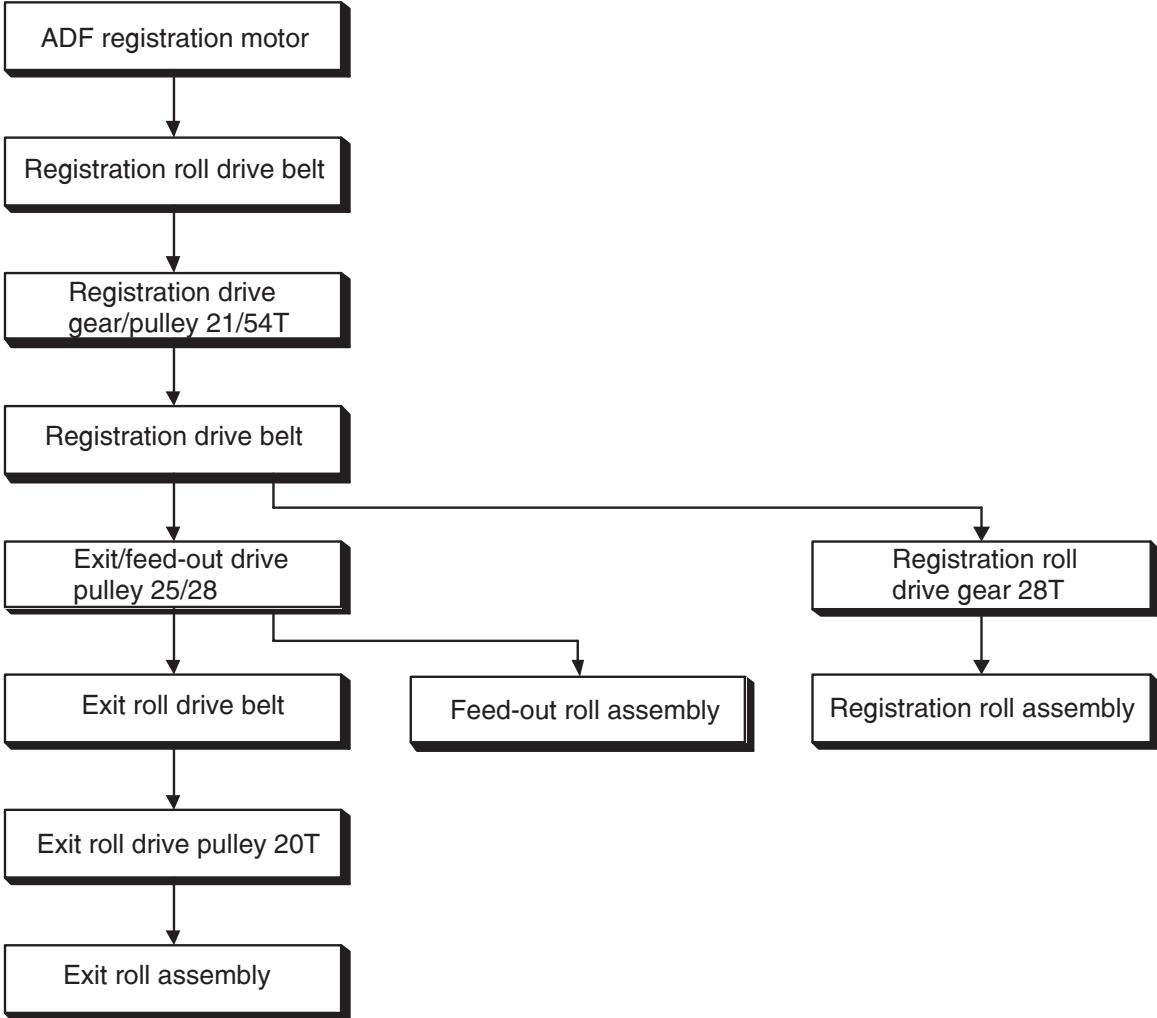 ADF registration motor
Registration roll drive belt
Registration drive
gear/pulley 21/54T
Registration drive belt
Exit/feed-out drive
pulley 25/28
Registration roll
drive gear 28T
Exit roll drive belt
Feed-out roll assembly
Registration roll assembly
Exit roll drive pulley 20T
Exit roll assembly